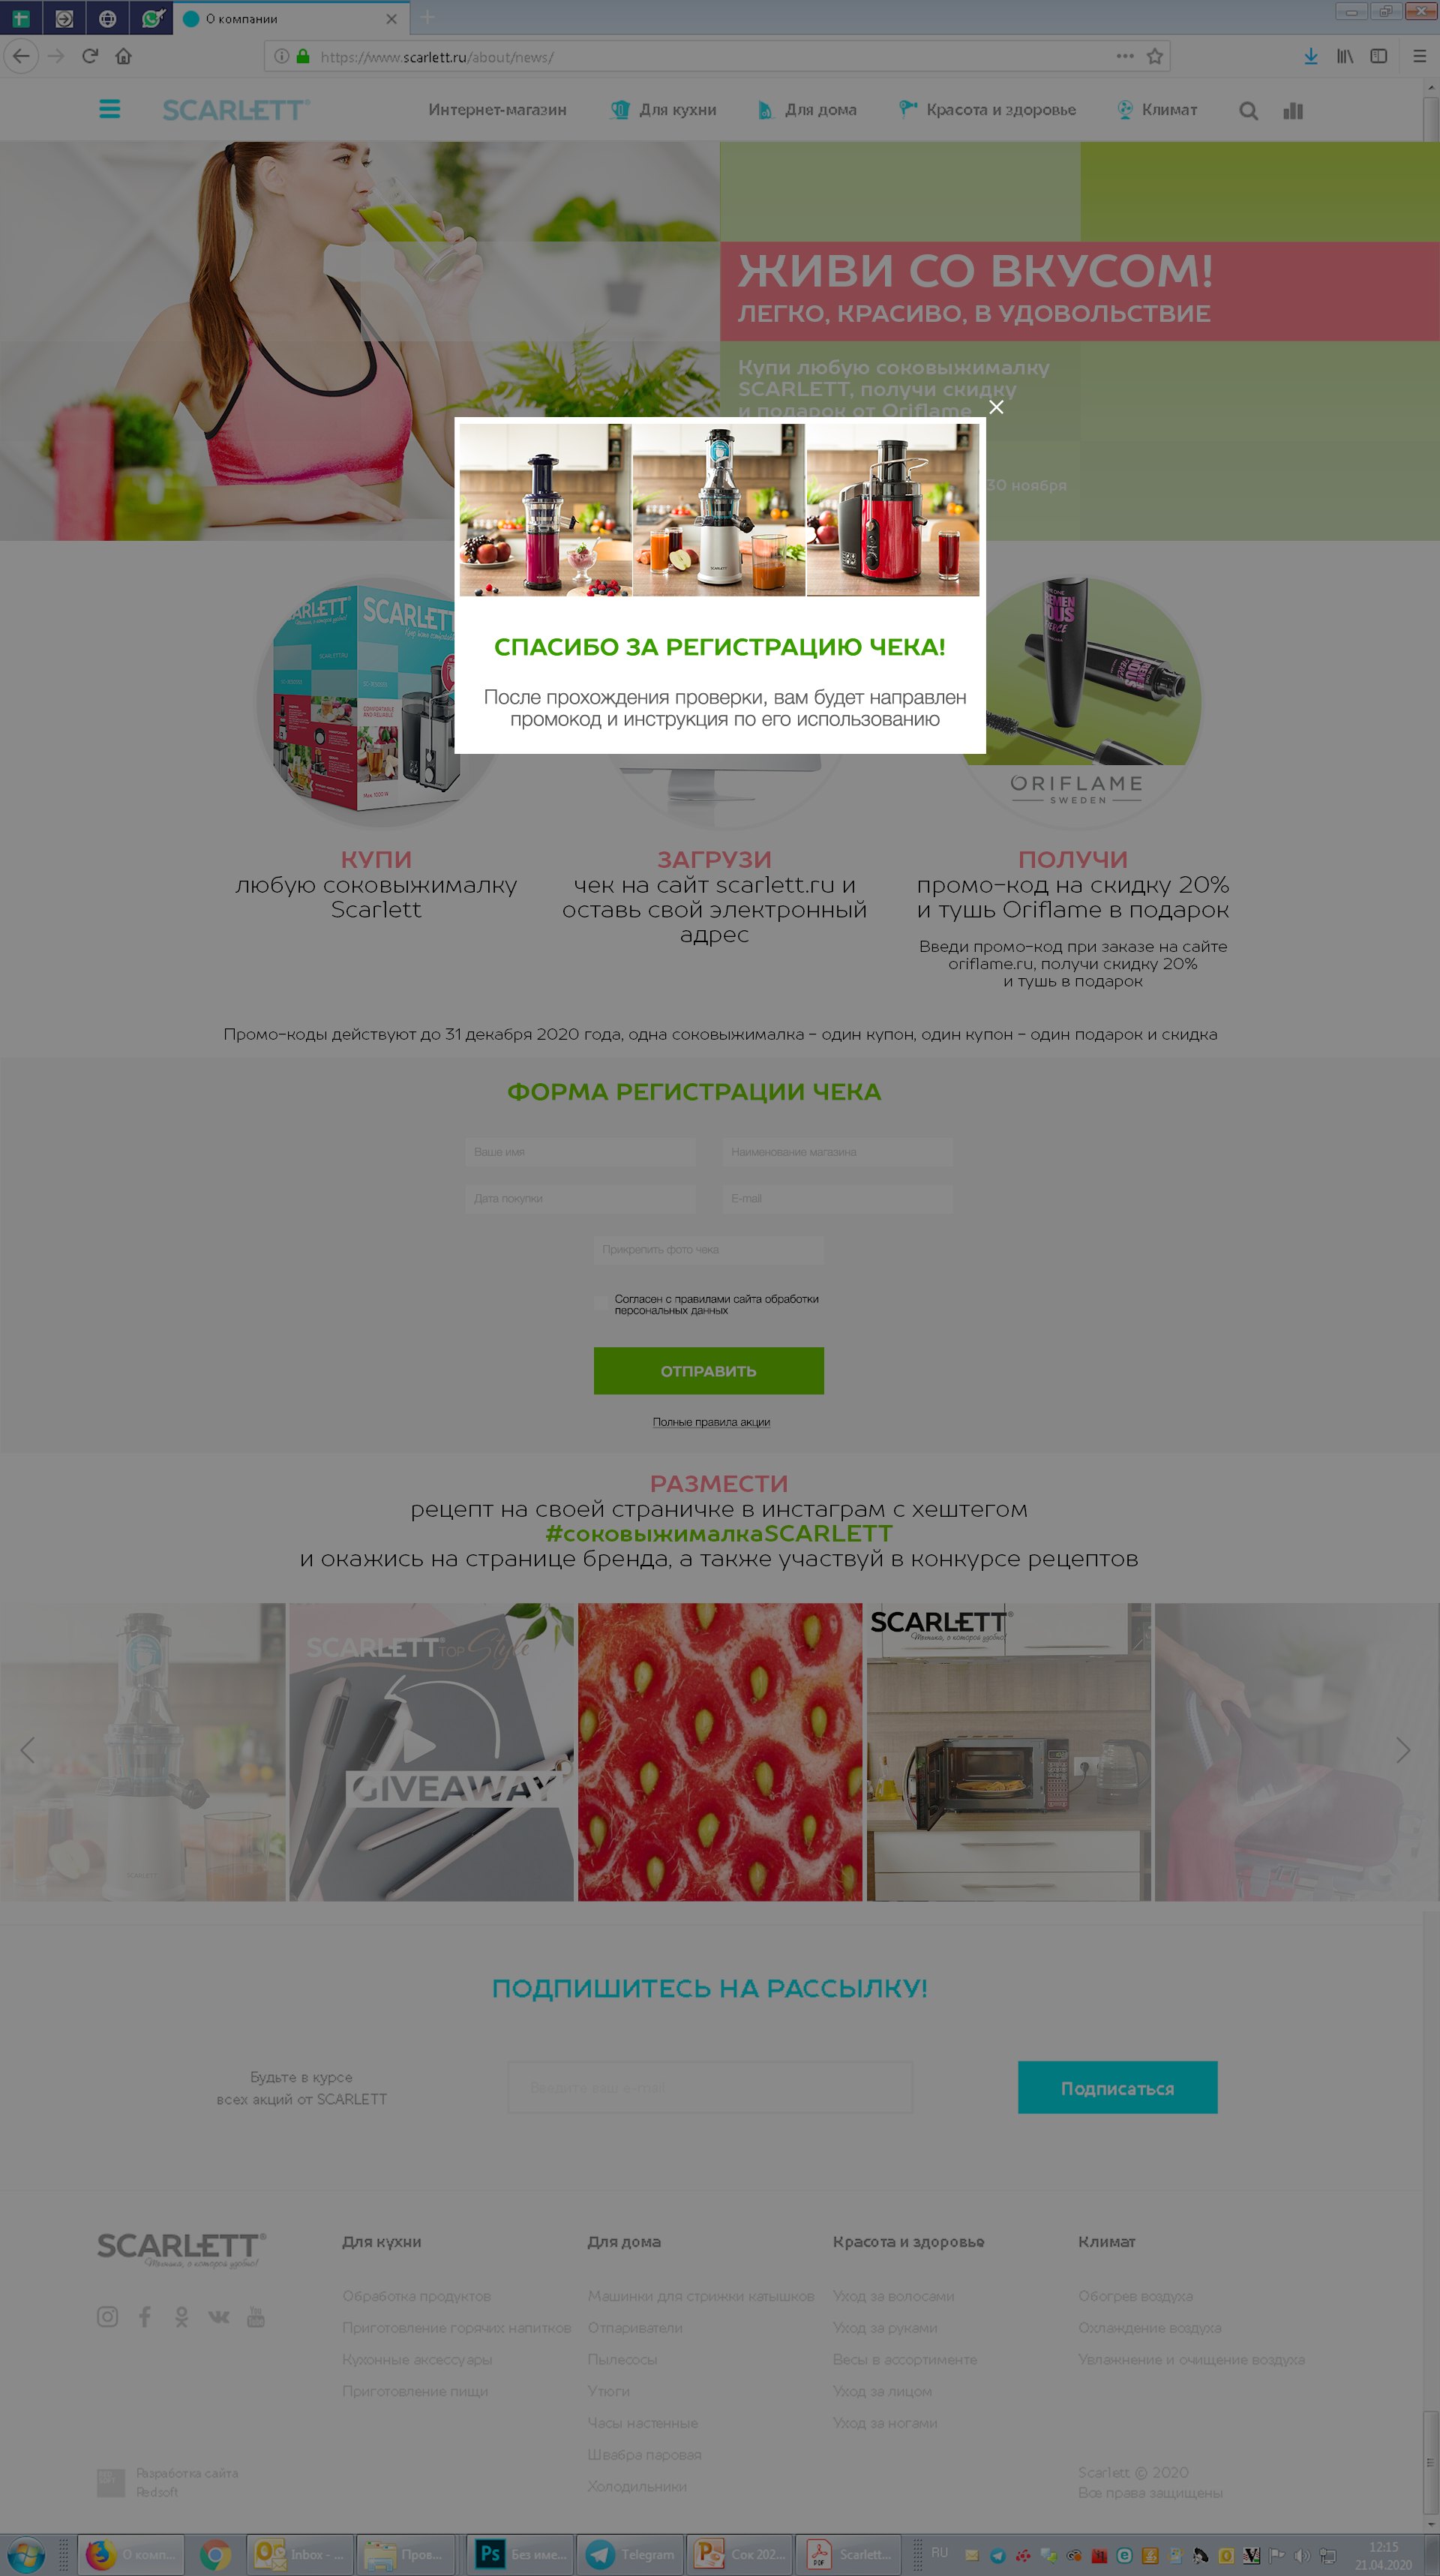 О компании
https://www.scarlett.ru/about/news/
SCARLETT®
Интернет-магазин
Для кухни
Для дома
Красота и здоровье
Климат
ЖИВИ СО ВКУСОМ!
ЛЕГКО, КРАСИВО, В УДОВОЛЬСТВИЕ
Купи любую соковыжималку
SCARLETT, получи скидку
и подарок от Oriflame
30 ноября
СПАСИБО ЗА РЕГИСТРАЦИЮ ЧЕКА!
После прохождения проверки, вам будет направлен
промокод и инструкция по его использованию
SCARLETT
ORIFLAME
SWEDEN
КУПИ
любую соковыжималку
Scarlett
ЗАГРУЗИ
чек на сайт scarlett.ru и
оставь свой электронный
адрес
ПОЛУЧИ
промо-код на скидку 20%
и тушь Oriflame в подарок
Введи промо-код при заказе на сайте
oriflame.ru, получи скидку 20%
и тушь в подарок
Промо-коды действуют до 31 декабря 2020 года, одна соковыжималка - один купон, один купон - один подарок и скидка
ФОРМА РЕГИСТРАЦИИ ЧЕКА
Ваше имя
Наименование магазина
Дата покупки
E-mail
Прикрепить фото чека
Согласен с правилами сайта обработки
персональных данных
ОТПРАВИТЬ
Полные правила акции
РАЗМЕСТИ
рецепт на своей страничке в инстаграм с хештегом
#соковыжималкаSCARLETT
и окажись на странице бренда, а также участвуй в конкурсе рецептов
SCARLETT® TOP Style
GIVEAWAY
SCARLETT®
Техника, с которой удобно!
ПОДПИШИТЕСЬ НА РАССЫЛКУ!
Будьте в курсе
всех акций от SCARLETT
Введите ваш e-mail
Подписаться
SCARLETT®
Техника, с которой удобно!
Для кухни
Обработка продуктов
Приготовление горячих напитков
Кухонные аксессуары
Приготовление пищи
Для дома
Машинки для стрижки катышков
Отпариватели
Пылесосы
Утюги
Часы настенные
Швабра паровая
Холодильники
Красота и здоровье
Уход за волосами
Уход за руками
Весы в ассортименте
Уход за лицом
Уход за ногами
Климат
Обогрев воздуха
Охлаждение воздуха
Увлажнение и очищение воздуха
Разработка сайта
Redsoft
Scarlett © 2020
Все права защищены
О комп...
Inbox - ...
Пров...
Без име...
Telegram
Сок 202...
Scarlett...
RU
12:15
21.04.2020